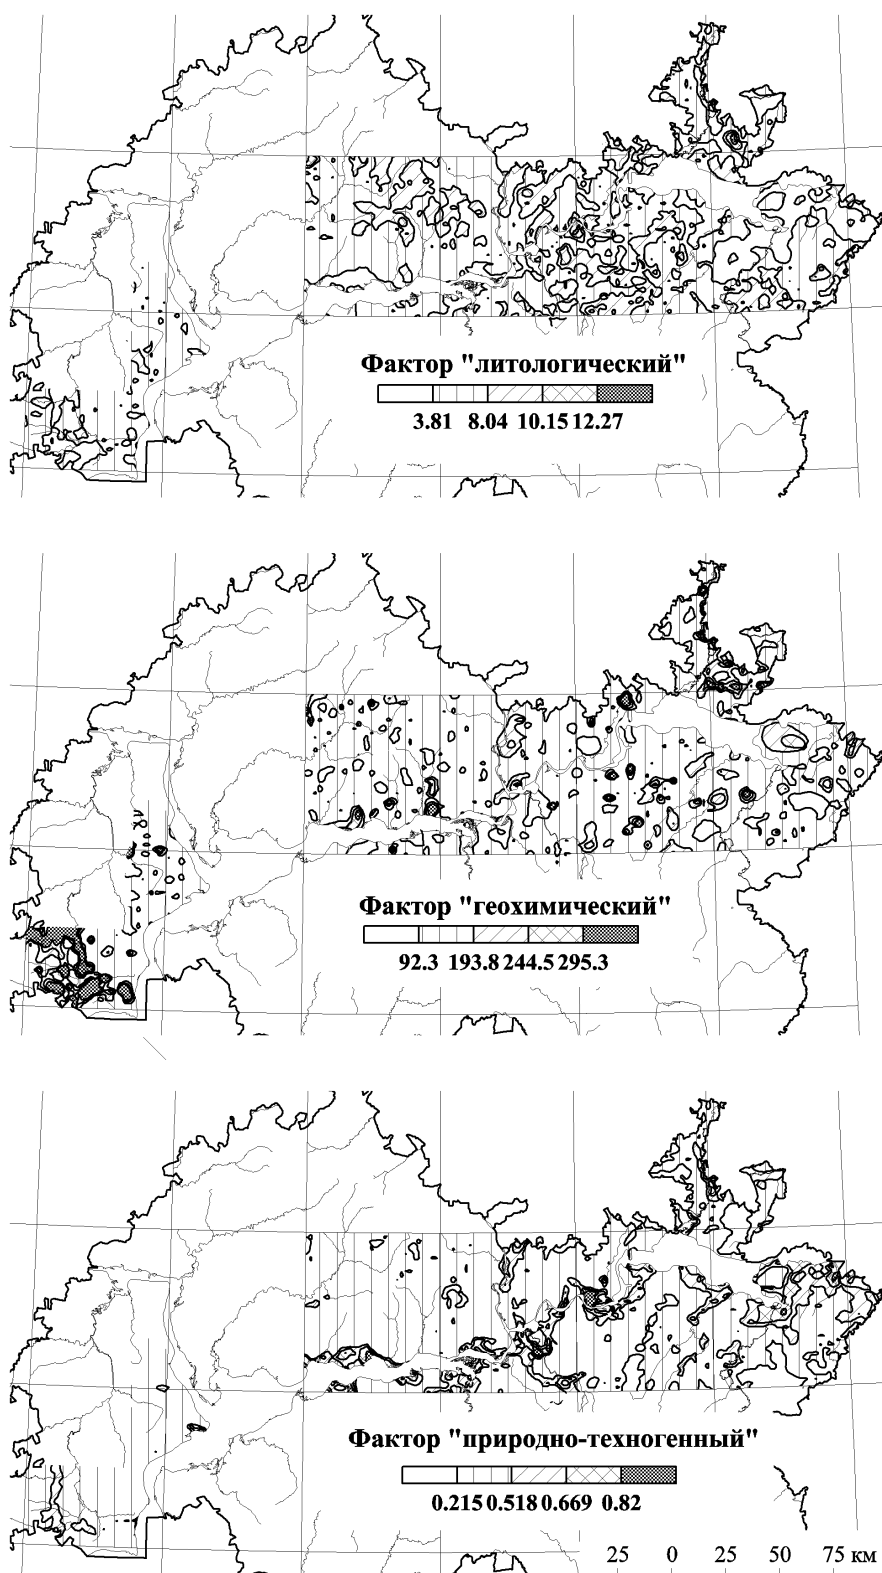 Фактор "литологический"
3.81 8.04 10.15 12.27
Фактор "геохимический"
92.3 193.8 244.5 295.3
Фактор "природно-техногенный"
0.215 0.518 0.669 0.82
25 0 25 50 75 км